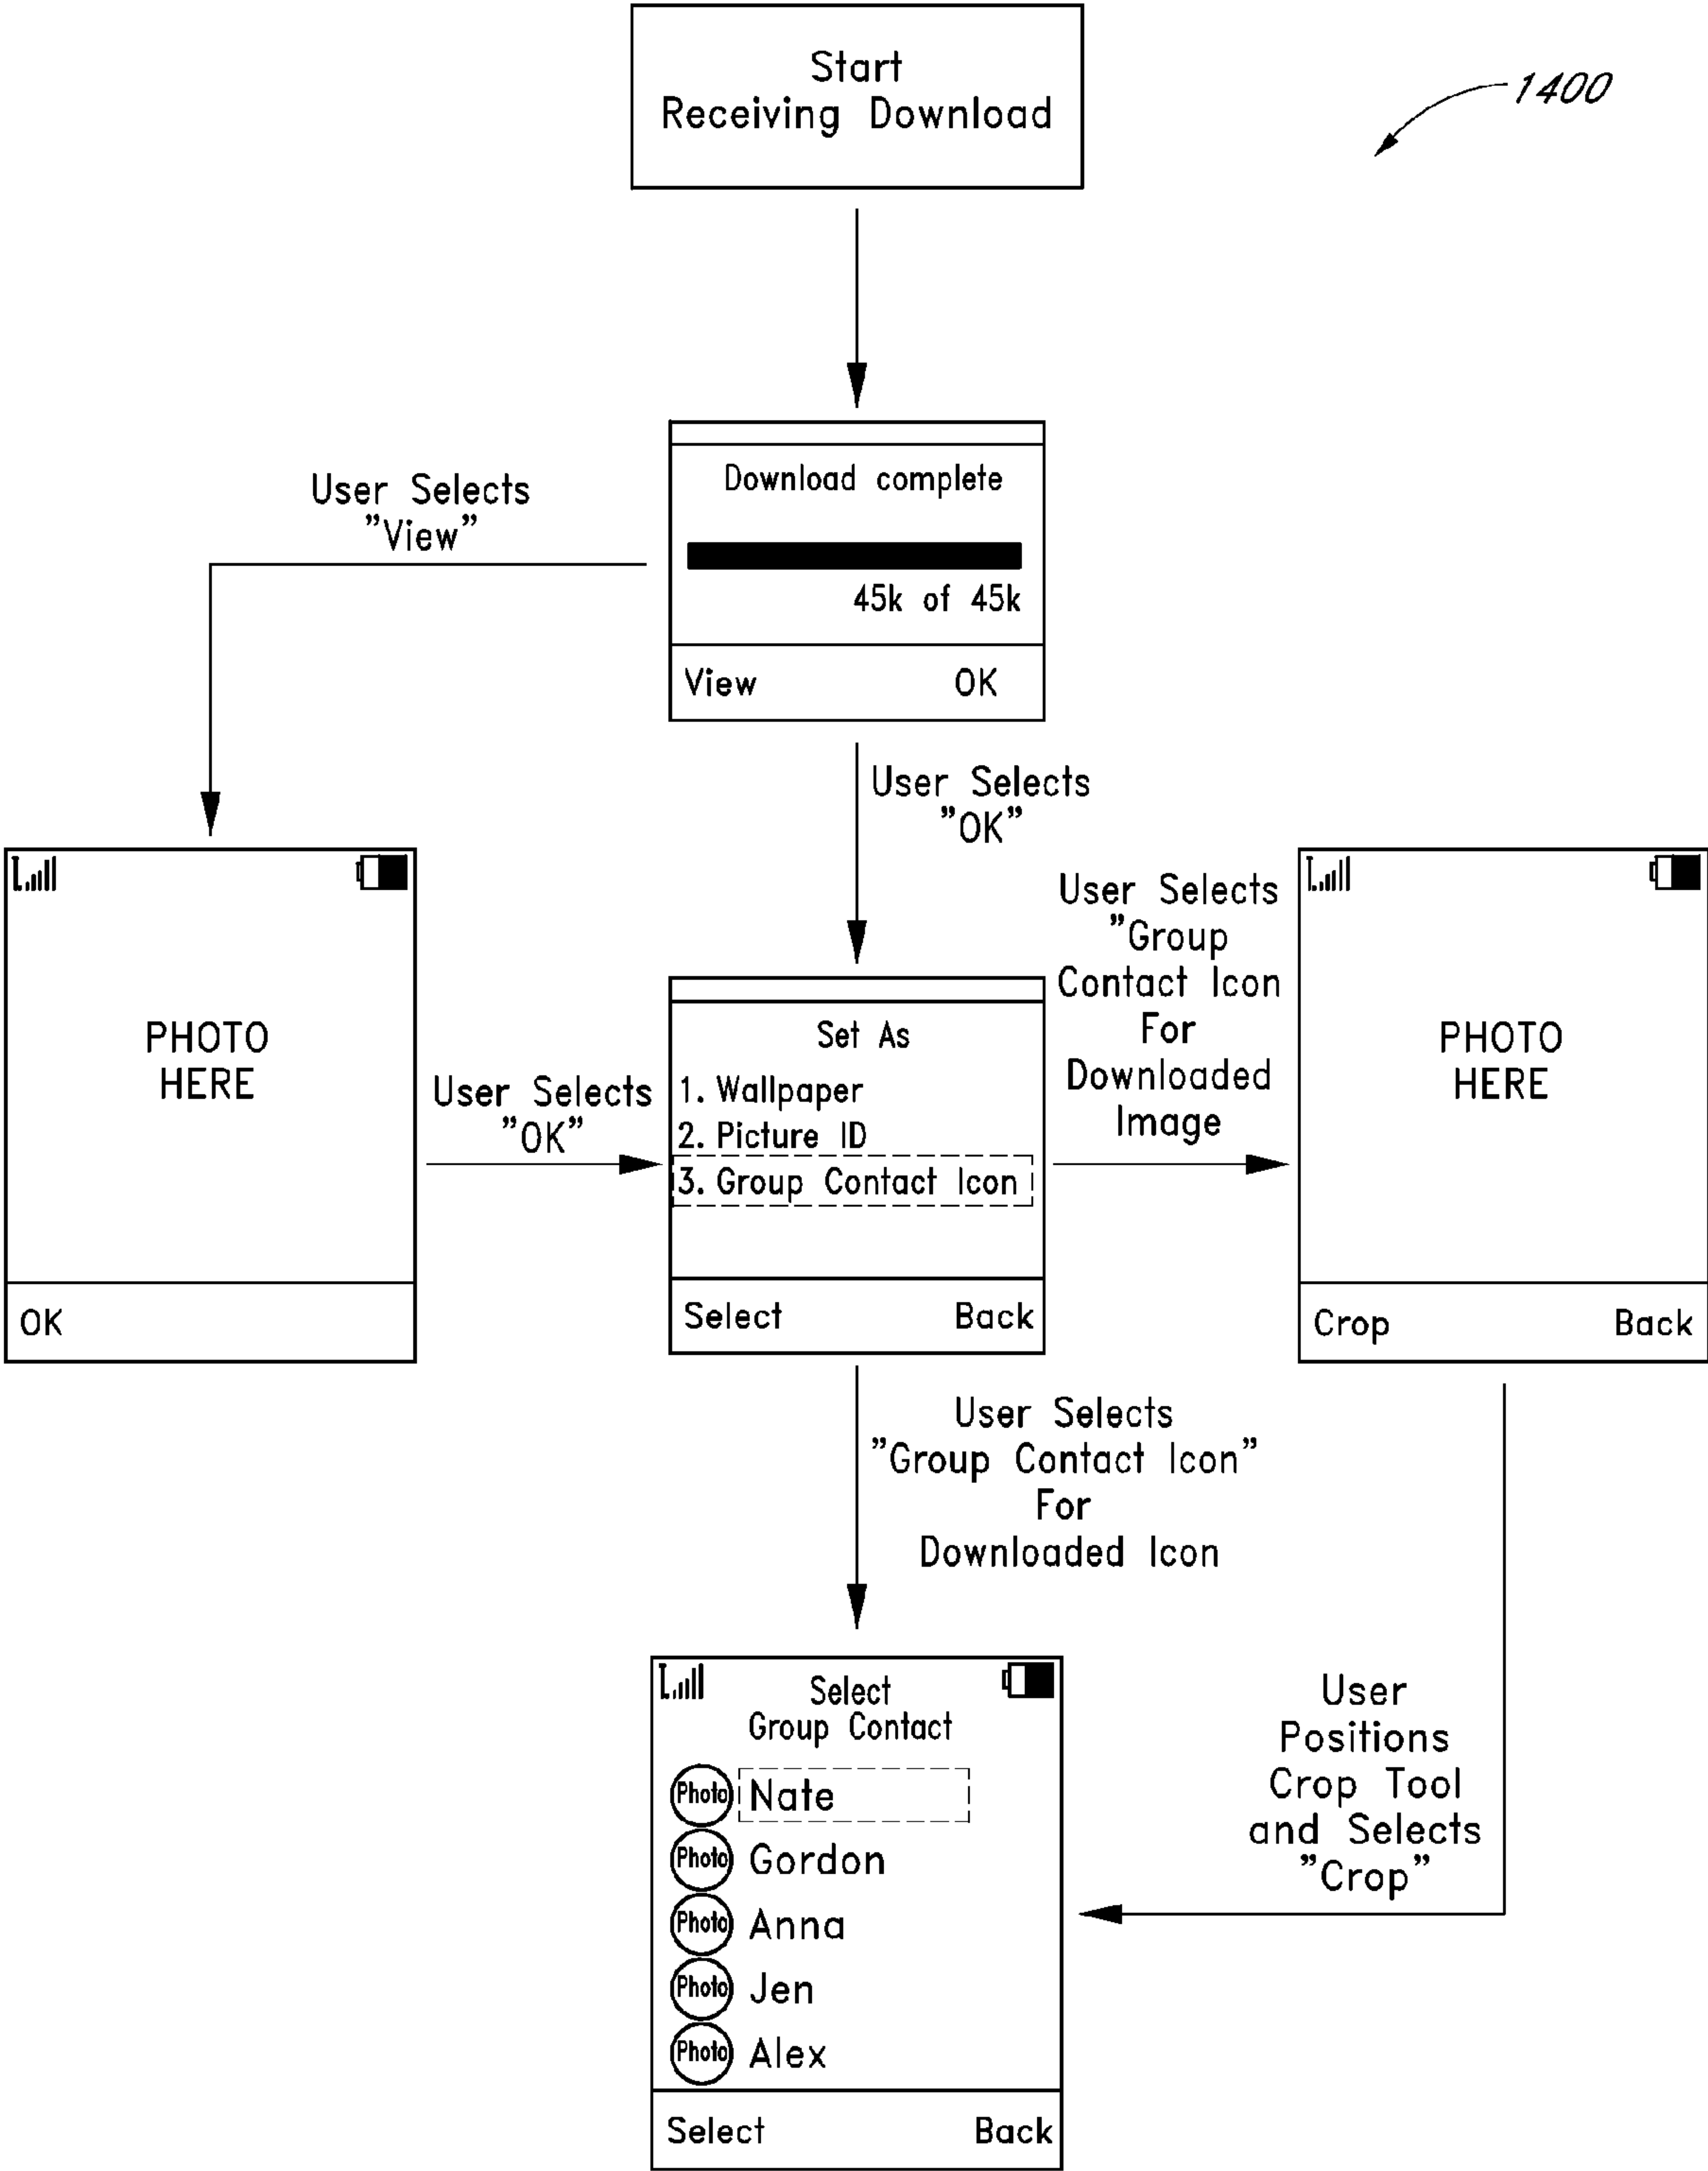 Start
Receiving Download
1400
Download complete
45k of 45k
View OK
User Selects
"View"
User Selects
"OK"
PHOTO
HERE
OK
User Selects
"OK"
Set As
1. Wallpaper
2. Picture ID
3. Group Contact Icon
Select Back
User Selects
"Group
Contact Icon
For
Downloaded
Image
PHOTO
HERE
Crop Back
User Selects
"Group Contact Icon"
For
Downloaded Icon
User
Positions
Crop Tool
and Selects
"Crop"
Select
Group Contact
Photo Nate
Photo Gordon
Photo Anna
Photo Jen
Photo Alex
Select Back